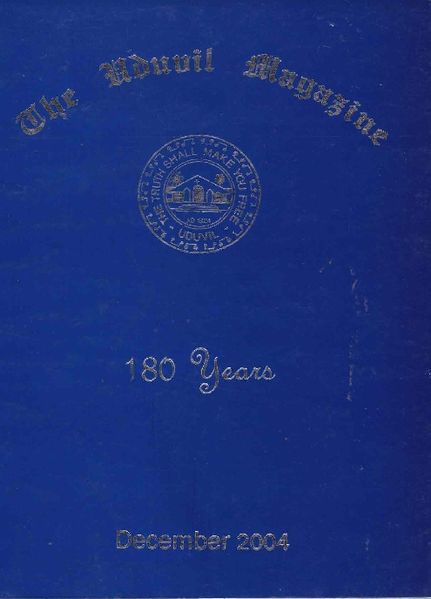 The Uduvil Magazine
THE TRUTH SHALL MAKE YOU FREE
UDUVIL
180 Years
December 2004